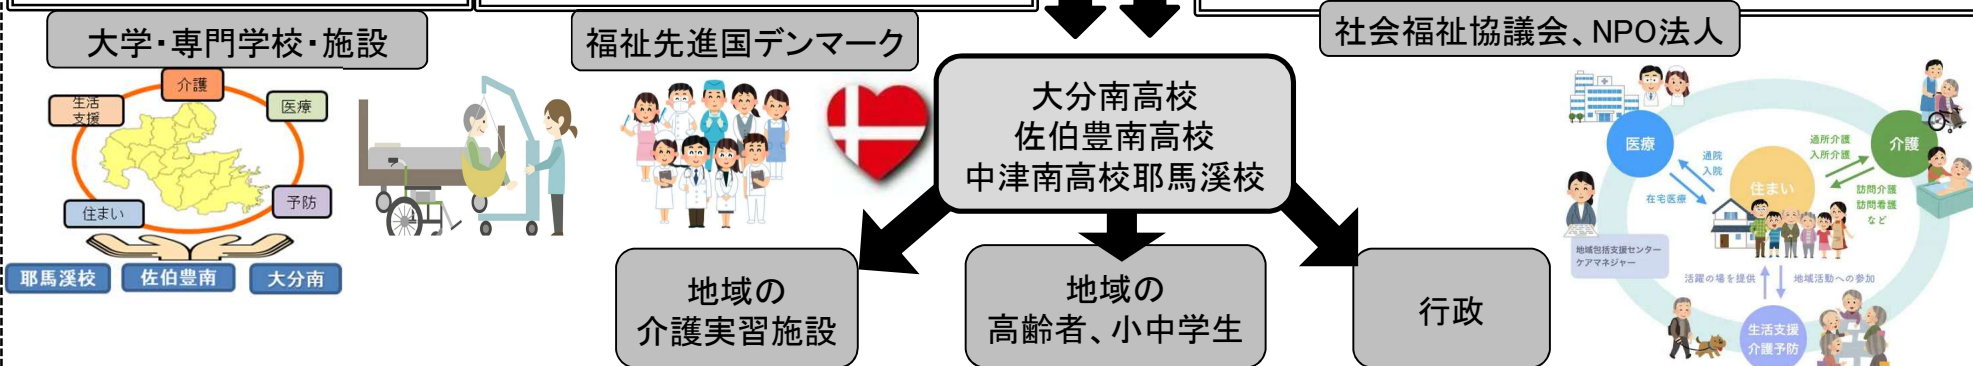 大学・専門学校・施設
福祉先進国デンマーク
社会福祉協議会、NPO法人
介護
生活
支援
医療
予防
住まい
耶馬溪校
佐伯豊南
大分南
大分南高校
佐伯豊南高校
中津南高校耶馬溪校
地域の
介護実習施設
地域の
高齢者、小中学生
行政
医療
介護
通院
入院
在宅医療
住まい
通所介護
入所介護
訪問介護
訪問看護
など
地域包括支援センター
ケアマネジャー
活躍の場を提供
地域活動への参加
生活支援
介護予防